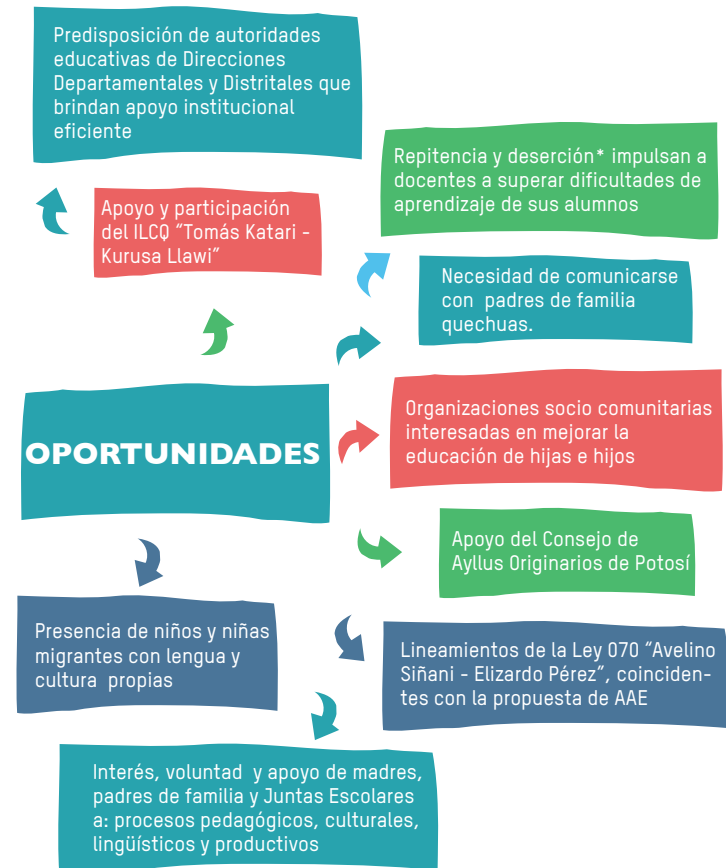 Predisposición de autoridades
educativas de Direcciones
Departamentales y Distritales que
brindan apoyo institucional
eficiente
Repitencia y deserción* impulsan a
docentes a superar dificultades de
aprendizaje de sus alumnos
Apoyo y participación
del ILCQ “Tomás Katari -
Kurusa Llawi”
Necesidad de comunicarse
con padres de familia
quechuas.
OPORTUNIDADES
Organizaciones socio comunitarias
interesadas en mejorar la
educación de hijas e hijos
Apoyo del Consejo de
Ayllus Originarios de Potosí
Presencia de niños y niñas
migrantes con lengua y
cultura propias
Lineamientos de la Ley 070 “Avelino
Siñani - Elizardo Pérez”, coinciden-
tes con la propuesta de AAE
Interés, voluntad y apoyo de madres,
padres de familia y Juntas Escolares
a: procesos pedagógicos, culturales,
lingüísticos y productivos